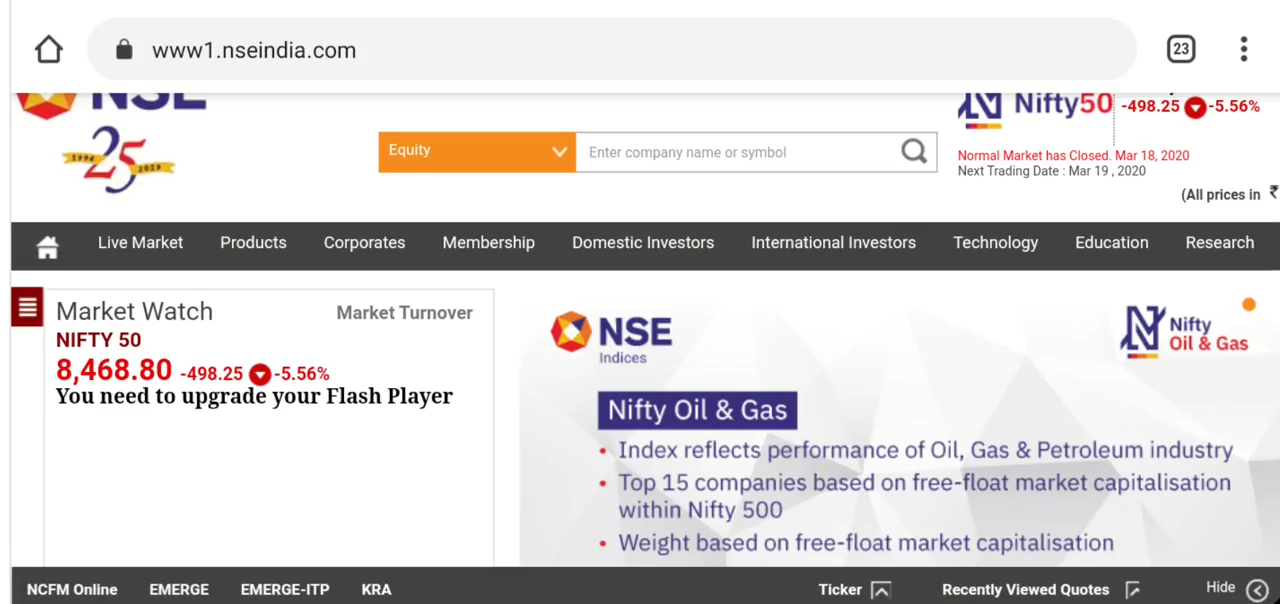 www1.nseindia.com
23
NSE
1994 25 2019
Equity
Enter company name or symbol
Nifty50
-498.25 -5.56%
Normal Market has Closed. Mar 18, 2020
Next Trading Date : Mar 19 , 2020
(All prices in ₹
Live Market Products Corporates Membership Domestic Investors International Investors Technology Education Research
Market Watch
Market Turnover
NIFTY 50
8,468.80 -498.25 -5.56%
You need to upgrade your Flash Player
NSE
Indices
Nifty
Oil & Gas
Nifty Oil & Gas
• Index reflects performance of Oil, Gas & Petroleum industry
• Top 15 companies based on free-float market capitalisation
within Nifty 500
• Weight based on free-float market capitalisation
NCFM Online EMERGE EMERGE-ITP KRA
Ticker Recently Viewed Quotes Hide